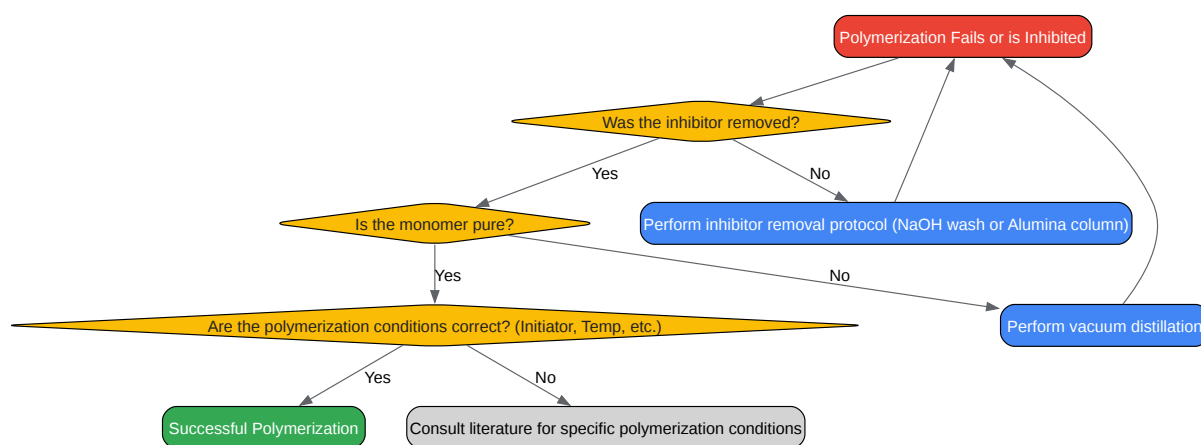 Polymerization Fails or is Inhibited
Was the inhibitor removed?
Yes
No
Is the monomer pure?
Perform inhibitor removal protocol (NaOH wash or Alumina column)
Yes
No
Are the polymerization conditions correct? (Initiator, Temp, etc.)
Perform vacuum distillation
Yes
No
Successful Polymerization
Consult literature for specific polymerization conditions